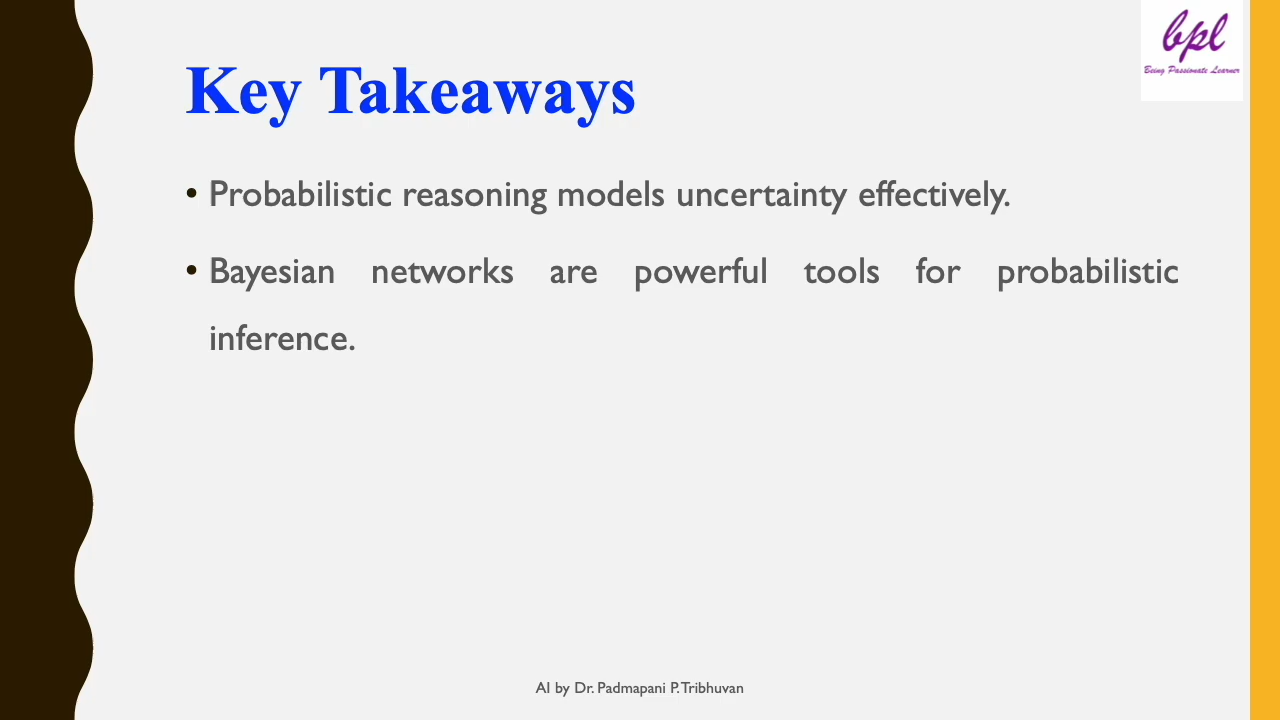 bpl
Being Passionate Learner
Key Takeaways
• Probabilistic reasoning models uncertainty effectively.
• Bayesian networks are powerful tools for probabilistic
inference.
AI by Dr. Padmapani P. Tribhuvan